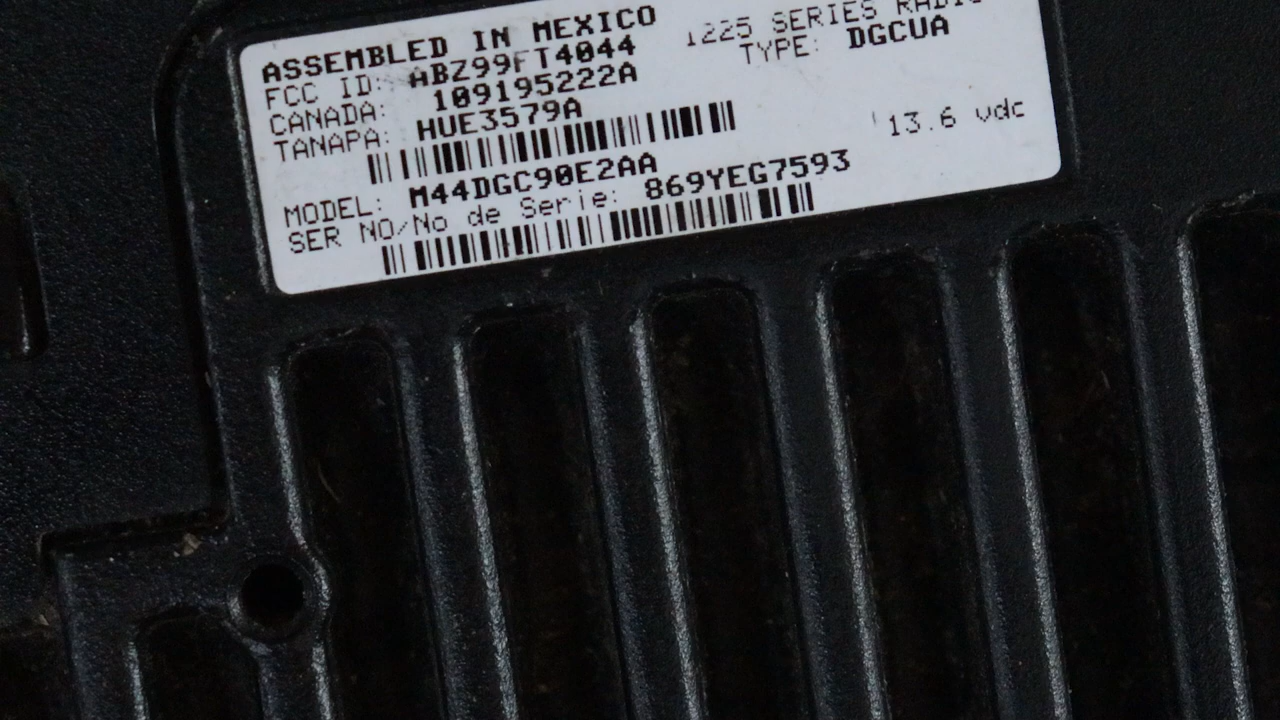 ASSEMBLED IN MEXICO
1225 SERIES RADIO
FCC ID: ABZ99FT4044
TYPE: DGCUA
CANADA: 109195222A
TANAPA: HUE3579A
13.6 vdc
MODEL: M44DGC90E2AA
SER NO/No de Serie: 869YEG7593